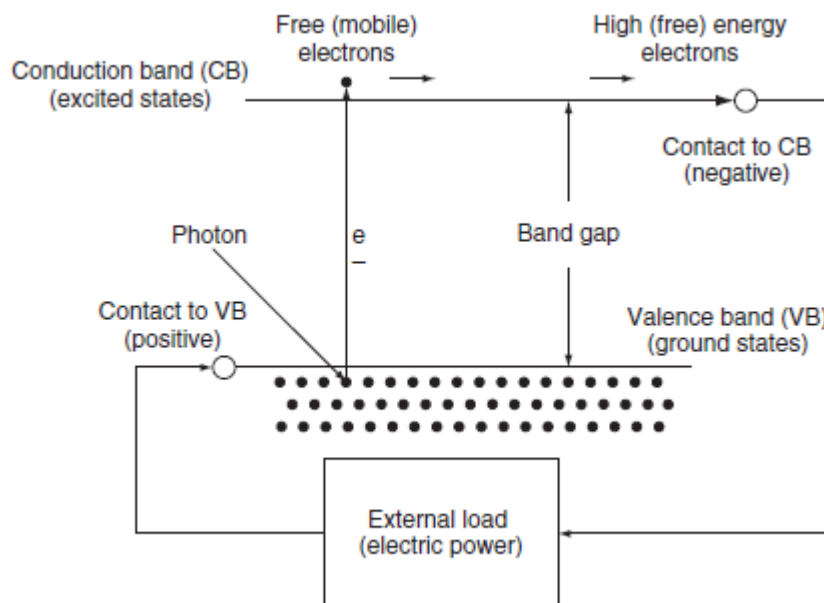 Free (mobile)
electrons
High (free) energy
electrons
Conduction band (CB)
(excited states)
Contact to CB
(negative)
Photon
e
–
Band gap
Contact to VB
(positive)
Valence band (VB)
(ground states)
External load
(electric power)